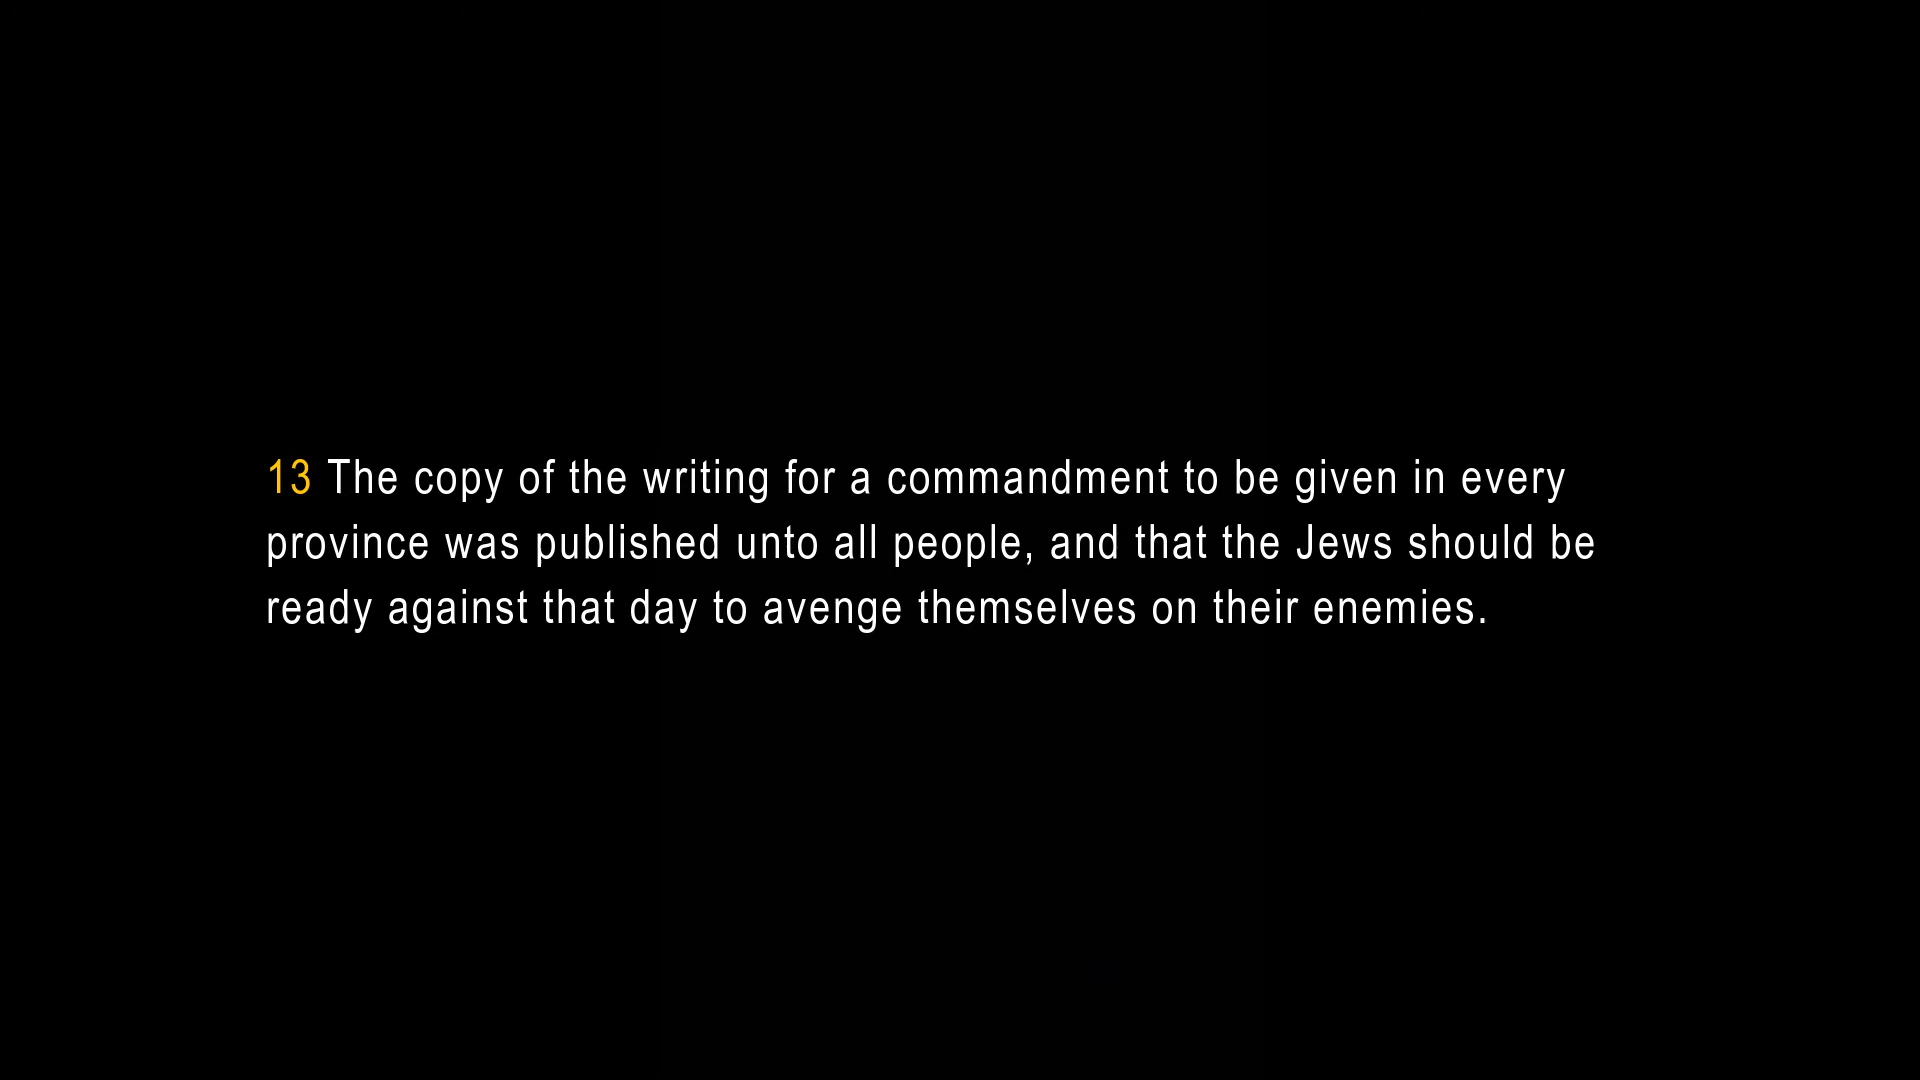 13 The copy of the writing for a commandment to be given in every
province was published unto all people, and that the Jews should be
ready against that day to avenge themselves on their enemies.